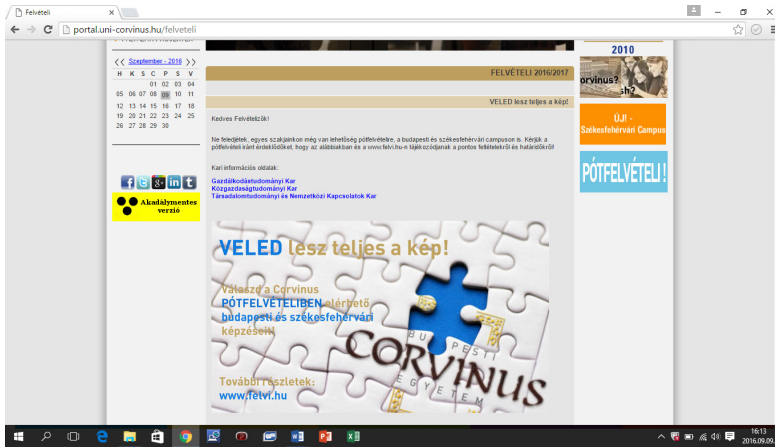 Felvételi
portal.uni-corvinus.hu/felveteli
<< Szeptember - 2016 >>
H K S C P S V
01 02 03 04
05 06 07 08 09 10 11
12 13 14 15 16 17 18
19 20 21 22 23 24 25
26 27 28 29 30
Akadálymentes
verzió
FELVÉTELI 2016/2017
VELED lesz teljes a kép!
Kedves Felvételizők!
Ne feledjétek, egyes szakjainkon még van lehetőség pótfelvételire, a budapesti és székesfehérvári campuson is. Kérjük a
pótfelvételi iránt érdeklődőket, hogy az alábbiakban és a www.felvi.hu-n tájékozódjanak a pontos feltételekről és határidőkről!
Kari információs oldalak:
Gazdálkodástudományi Kar
Közgazdaságtudományi Kar
Társadalomtudományi és Nemzetközi Kapcsolatok Kar
VELED lesz teljes a kép!
Válaszd a Corvinus
PÓTFELVÉTELIBEN elérhető
budapesti és székesfehérvári
képzéseit!
További részletek:
www.felvi.hu
BUDAPESTI
CORVINUS
EGYETEM
2010
orvinus?
sh?
ÚJ! -
Székesfehérvári Campus
PÓTFELVÉTELI !
16:13
2016.09.09.